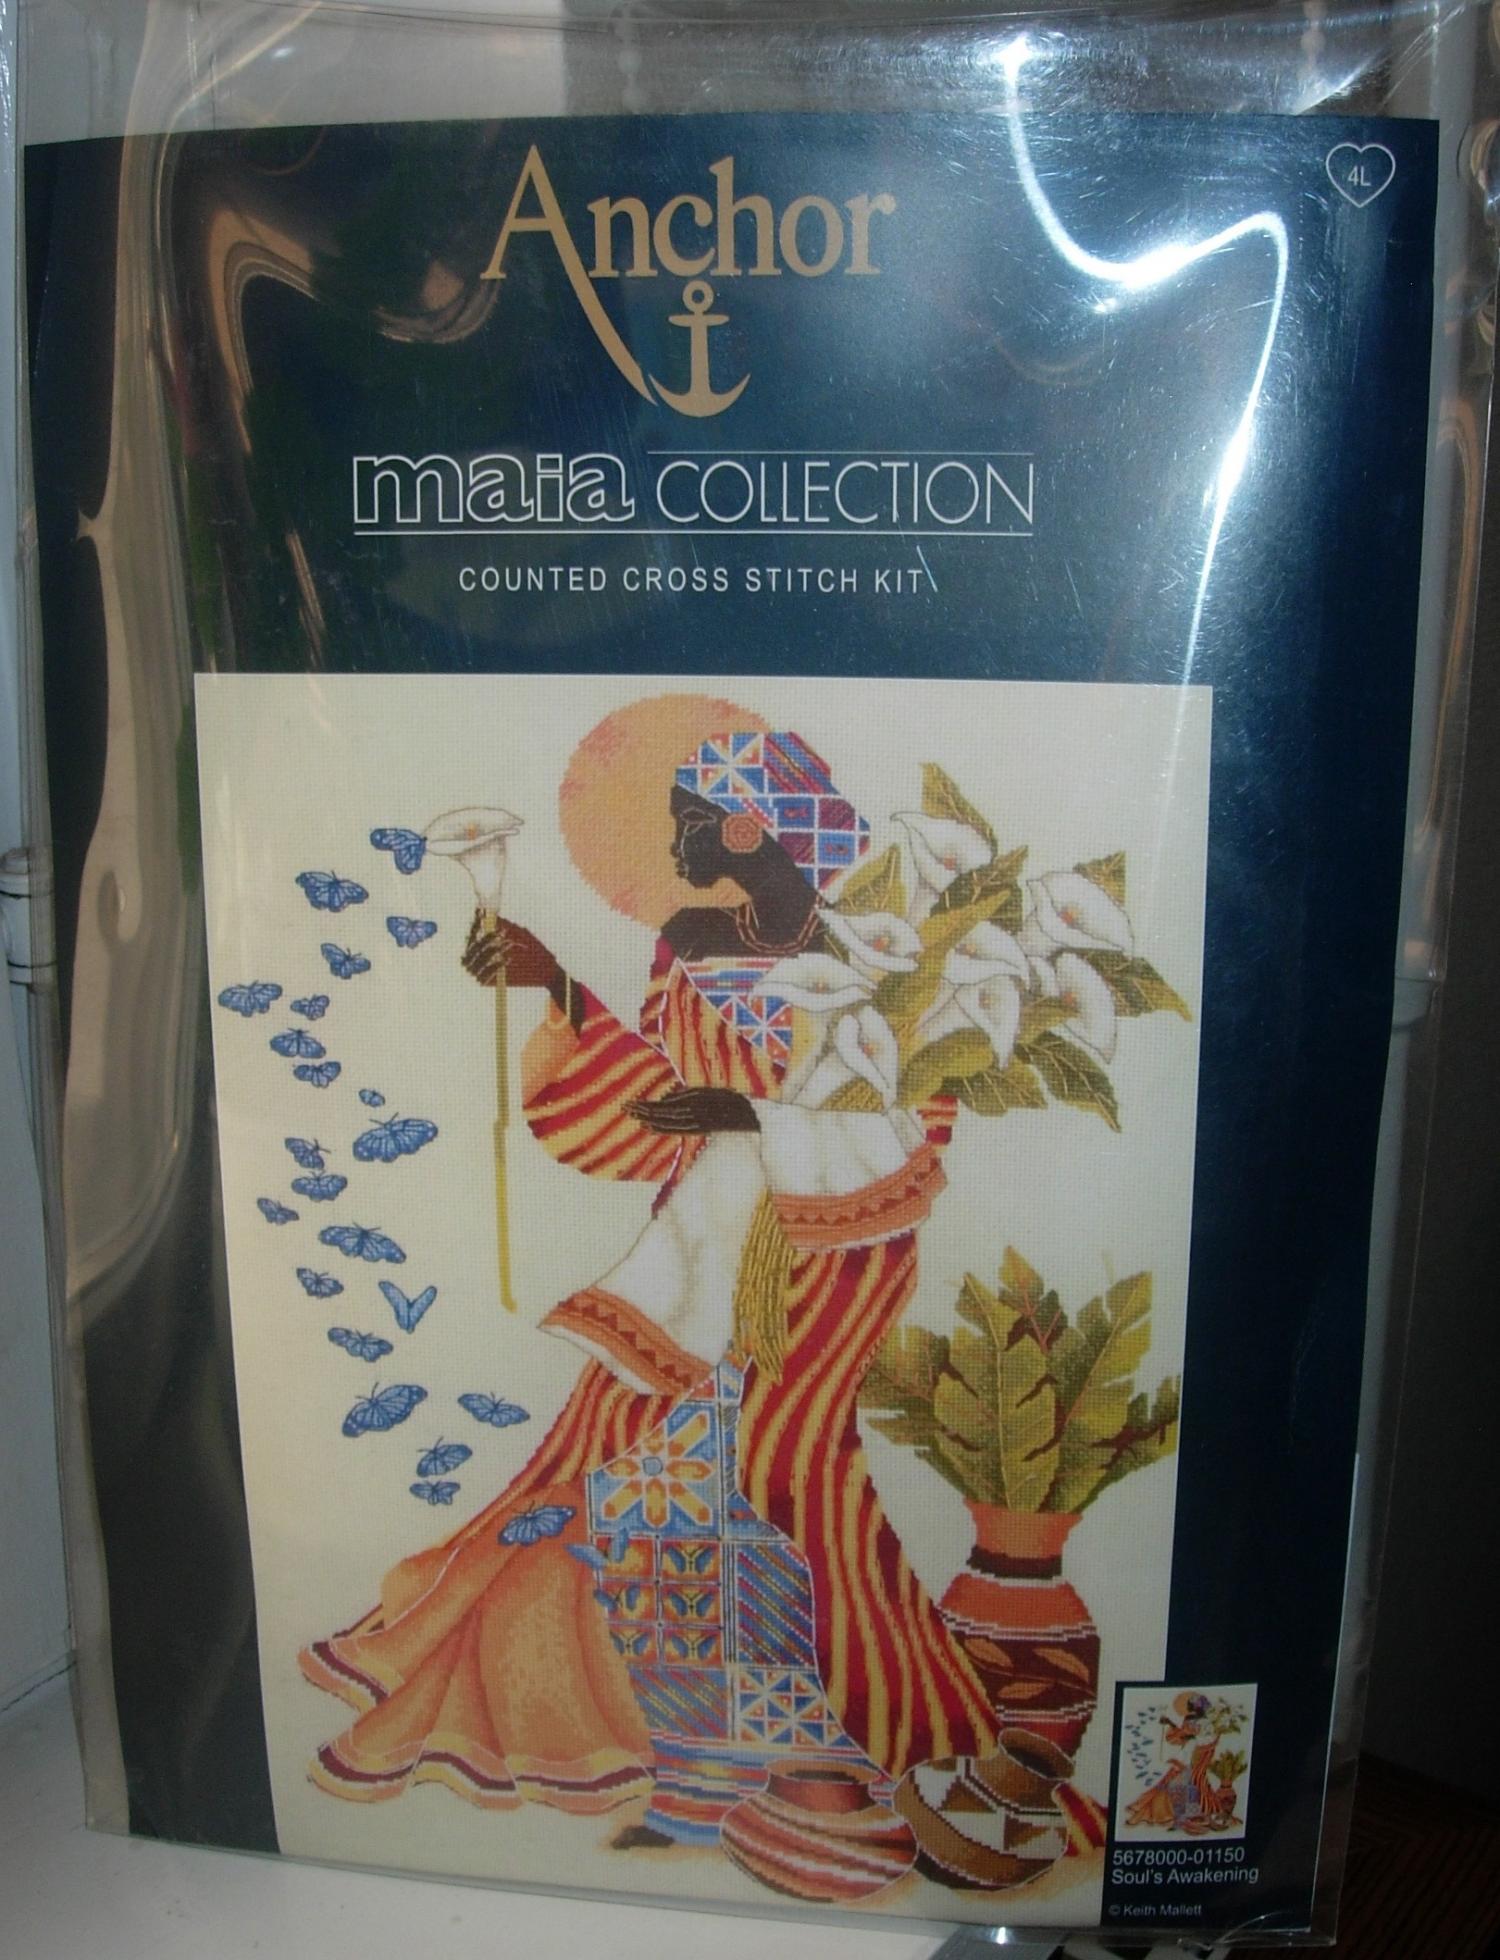 4L
Anchor
maia COLLECTION
COUNTED CROSS STITCH KIT
5678000-01150
Soul's Awakening
© Keith Mallett